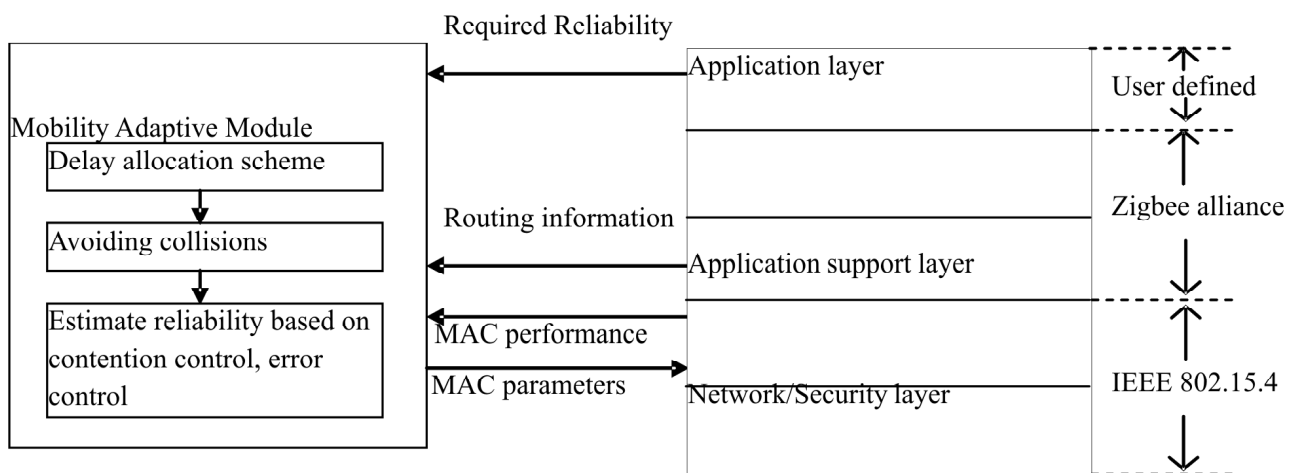 Required Reliability
Mobility Adaptive Module
Delay allocation scheme
Avoiding collisions
Estimate reliability based on
contention control, error
control
Routing information
MAC performance
MAC parameters
Application layer
Application support layer
Network/Security layer
User defined
Zigbee alliance
IEEE 802.15.4